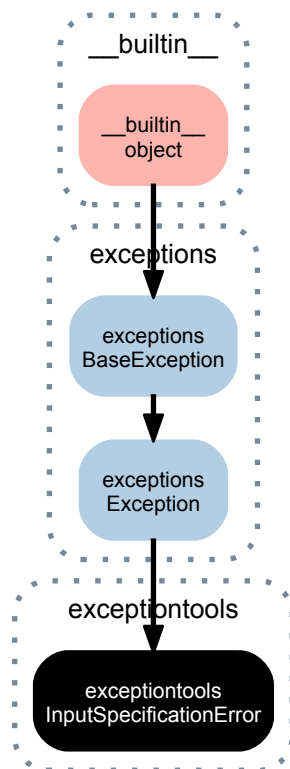 __builtin__
__builtin__
object
exceptions
exceptions
BaseException
exceptions
Exception
exceptiontools
exceptiontools
InputSpecificationError